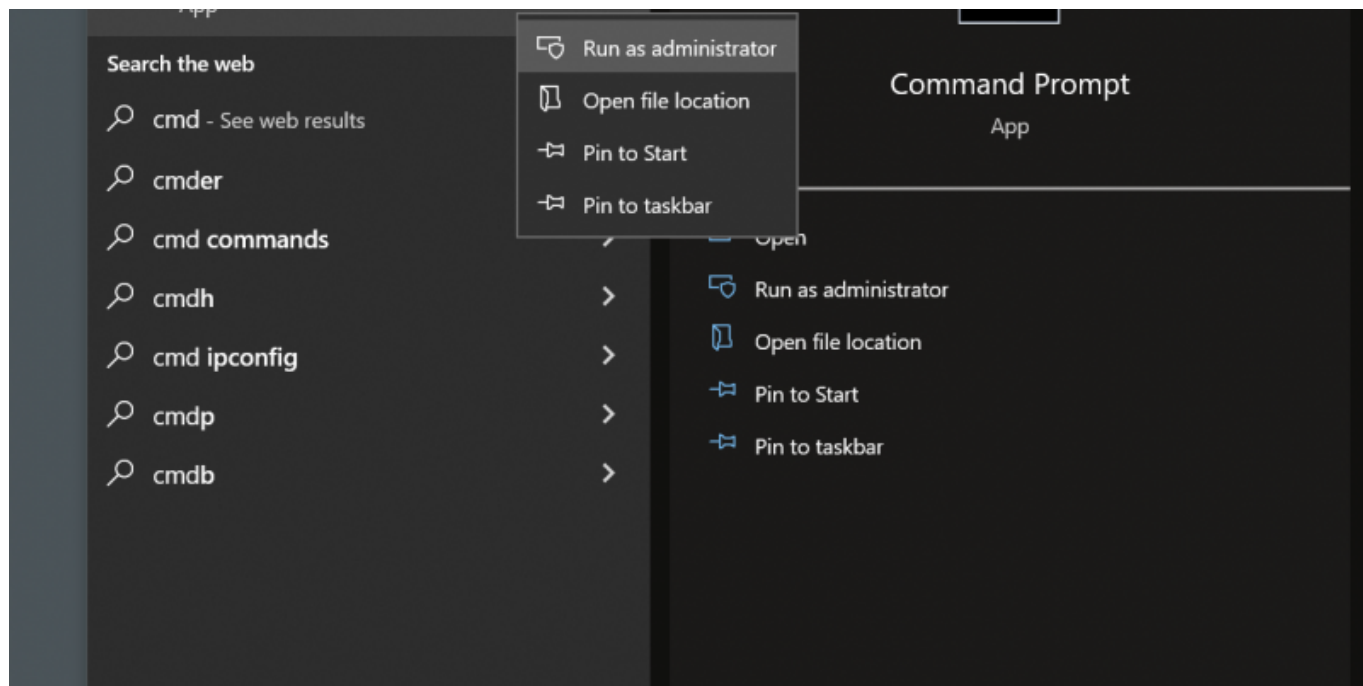 App
Search the web
cmd - See web results
cmder
cmd commands
cmdh
cmd ipconfig
cmdp
cmdb
Run as administrator
Open file location
Pin to Start
Pin to taskbar
Command Prompt
App
Open
Run as administrator
Open file location
Pin to Start
Pin to taskbar